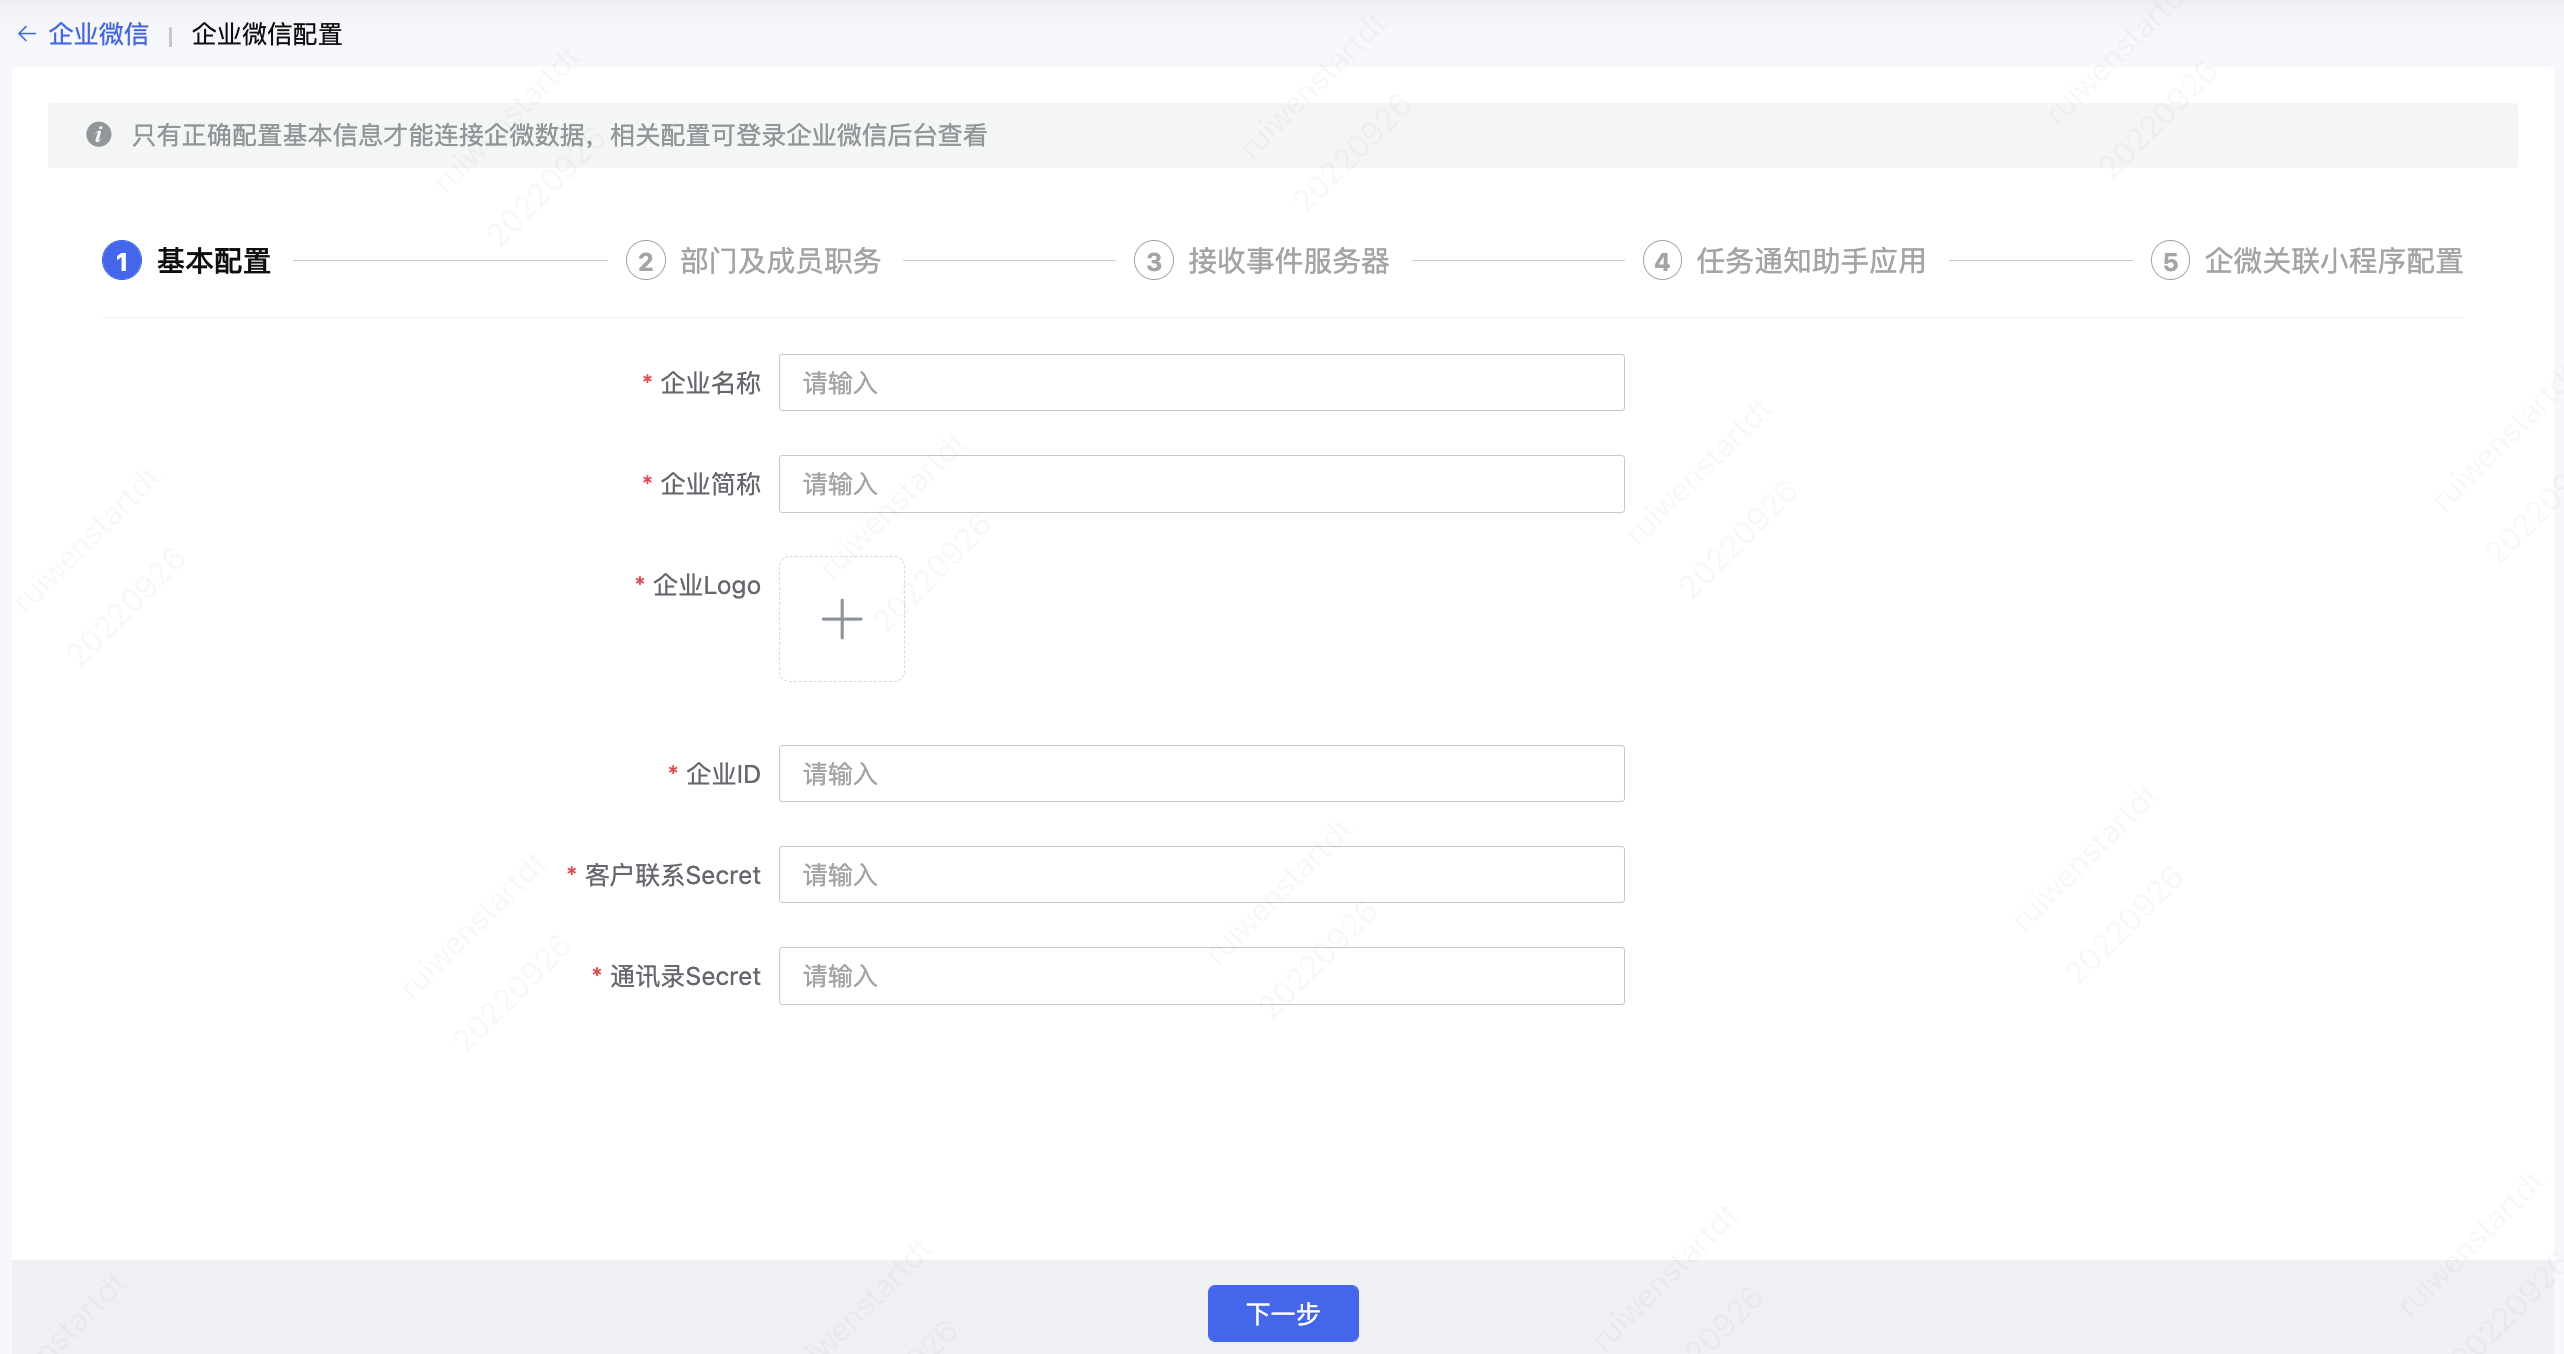 企业微信 | 企业微信配置
只有正确配置基本信息才能连接企微数据，相关配置可登录企业微信后台查看
1 基本配置
2 部门及成员职务
3 接收事件服务器
4 任务通知助手应用
5 企微关联小程序配置
* 企业名称 请输入
* 企业简称 请输入
* 企业Logo
* 企业ID 请输入
* 客户联系Secret 请输入
* 通讯录Secret 请输入
下一步
ruiwenstartdt
20220926